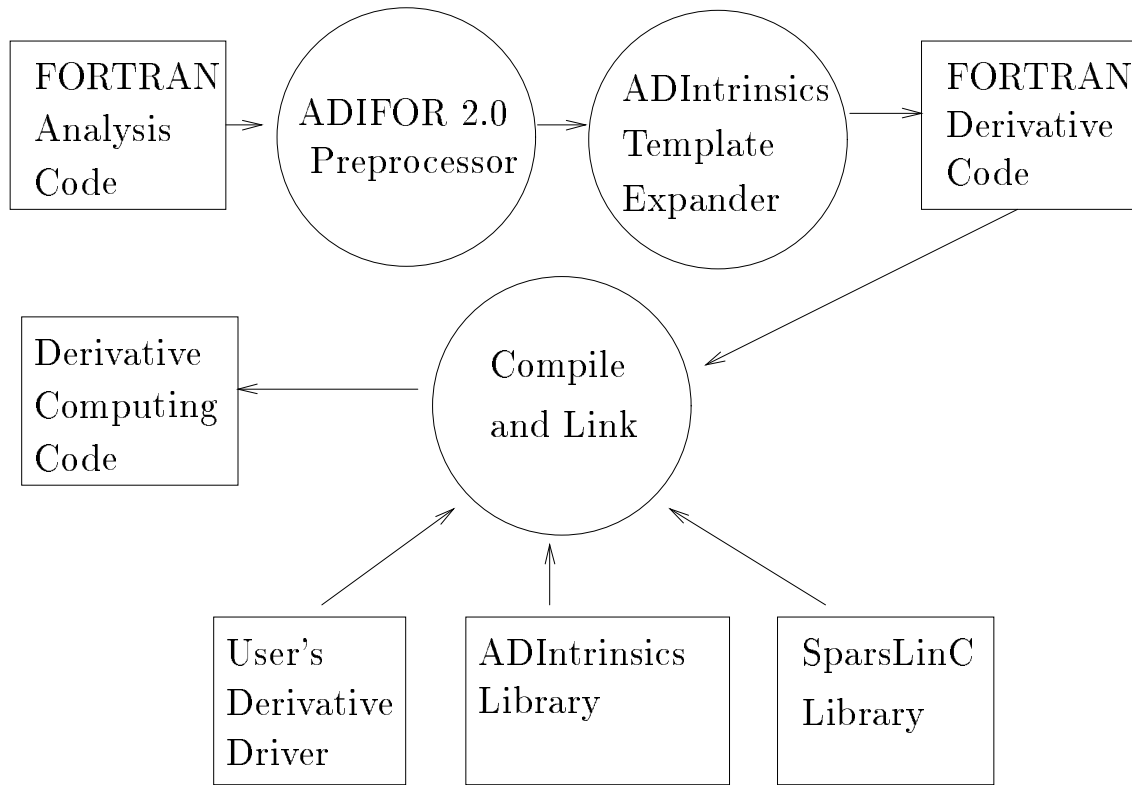 FORTRAN
Analysis
Code
ADIFOR 2.0
Preprocessor
ADIntrinsics
Template
Expander
FORTRAN
Derivative
Code
Derivative
Computing
Code
Compile
and Link
User's
Derivative
Driver
ADIntrinsics
Library
SparsLinC
Library